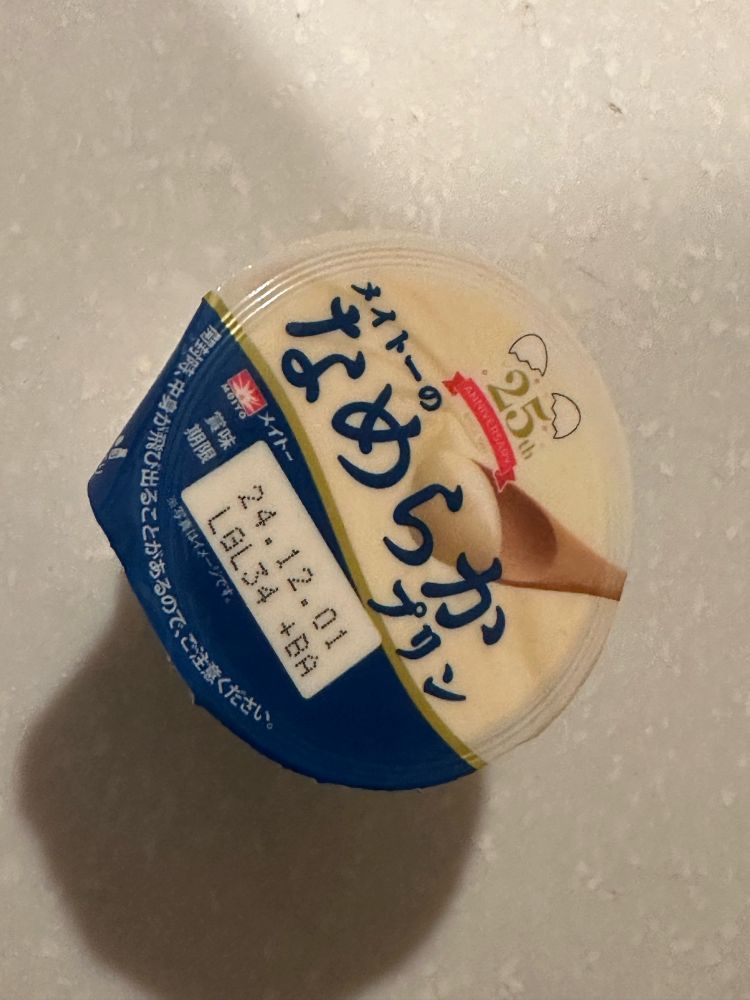 メイトーの
なめらか
プリン
25th
ANNIVERSARY
MEITO
メイトー
賞味
期限
24.12.01
LGL34 +BA
※写真はイメージです。
開封時、中身が飛び出ることがあるので、ご注意ください。